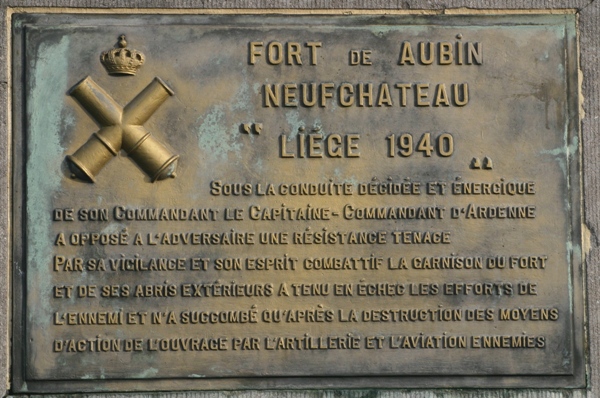 FORT DE AUBIN
NEUFCHATEAU
" LIÉGE 1940 "
SOUS LA CONDUITE DÉCIDÉE ET ÉNERGIQUE
DE SON COMMANDANT LE CAPITAINE-COMMANDANT D'ARDENNE
A OPPOSÉ A L'ADVERSAIRE UNE RÉSISTANCE TENACE
PAR SA VIGILANCE ET SON ESPRIT COMBATTIF LA GARNISON DU FORT
ET DE SES ABRIS EXTÉRIEURS A TENU EN ÉCHEC LES EFFORTS DE
L'ENNEMI ET N'A SUCCOMBÉ QU'APRÈS LA DESTRUCTION DES MOYENS
D'ACTION DE L'OUVRAGE PAR L'ARTILLERIE ET L'AVIATION ENNEMIES